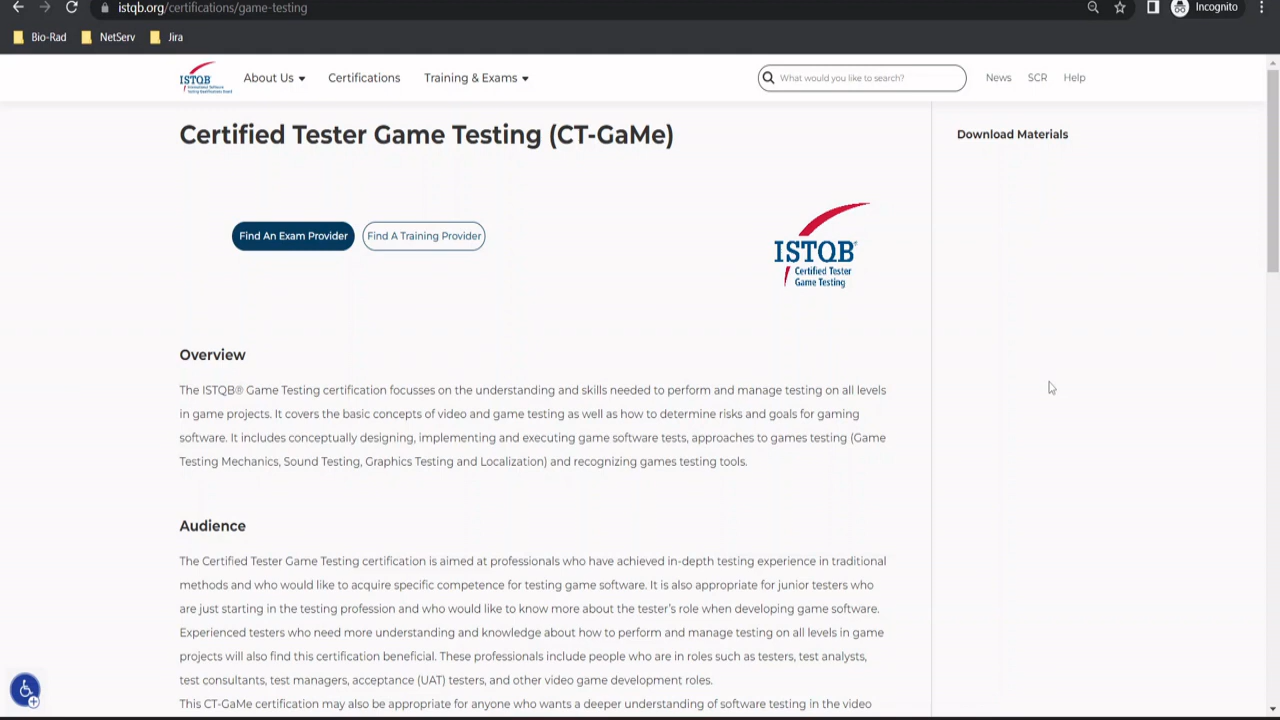 istqb.org/certifications/game-testing
Incognito
Bio-Rad NetServ Jira
ISTQB About Us Certifications Training & Exams What would you like to search? News SCR Help
Certified Tester Game Testing (CT-GaMe)
Download Materials
Find An Exam Provider Find A Training Provider
ISTQB®
Certified Tester
Game Testing
Overview
The ISTQB® Game Testing certification focusses on the understanding and skills needed to perform and manage testing on all levels
in game projects. It covers the basic concepts of video and game testing as well as how to determine risks and goals for gaming
software. It includes conceptually designing, implementing and executing game software tests, approaches to games testing (Game
Testing Mechanics, Sound Testing, Graphics Testing and Localization) and recognizing games testing tools.
Audience
The Certified Tester Game Testing certification is aimed at professionals who have achieved in-depth testing experience in traditional
methods and who would like to acquire specific competence for testing game software. It is also appropriate for junior testers who
are just starting in the testing profession and who would like to know more about the tester's role when developing game software.
Experienced testers who need more understanding and knowledge about how to perform and manage testing on all levels in game
projects will also find this certification beneficial. These professionals include people who are in roles such as testers, test analysts,
test consultants, test managers, acceptance (UAT) testers, and other video game development roles.
This CT-GaMe certification may also be appropriate for anyone who wants a deeper understanding of software testing in the video